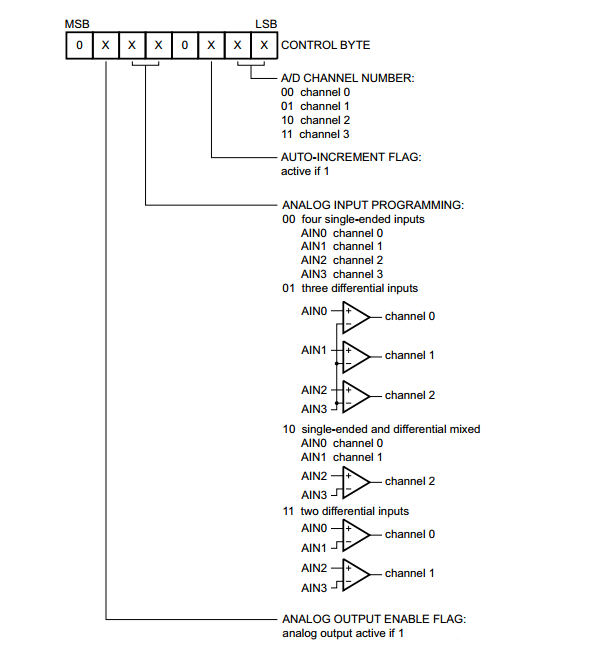 MSB LSB
0 X X X 0 X X X CONTROL BYTE
A/D CHANNEL NUMBER:
00 channel 0
01 channel 1
10 channel 2
11 channel 3
AUTO-INCREMENT FLAG:
active if 1
ANALOG INPUT PROGRAMMING:
00 four single-ended inputs
AIN0 channel 0
AIN1 channel 1
AIN2 channel 2
AIN3 channel 3
01 three differential inputs
AIN0 + − channel 0
AIN1 + − channel 1
AIN2 + − channel 2
AIN3
10 single-ended and differential mixed
AIN0 channel 0
AIN1 channel 1
AIN2 + − channel 2
AIN3
11 two differential inputs
AIN0 + − channel 0
AIN1
AIN2 + − channel 1
AIN3
ANALOG OUTPUT ENABLE FLAG:
analog output active if 1